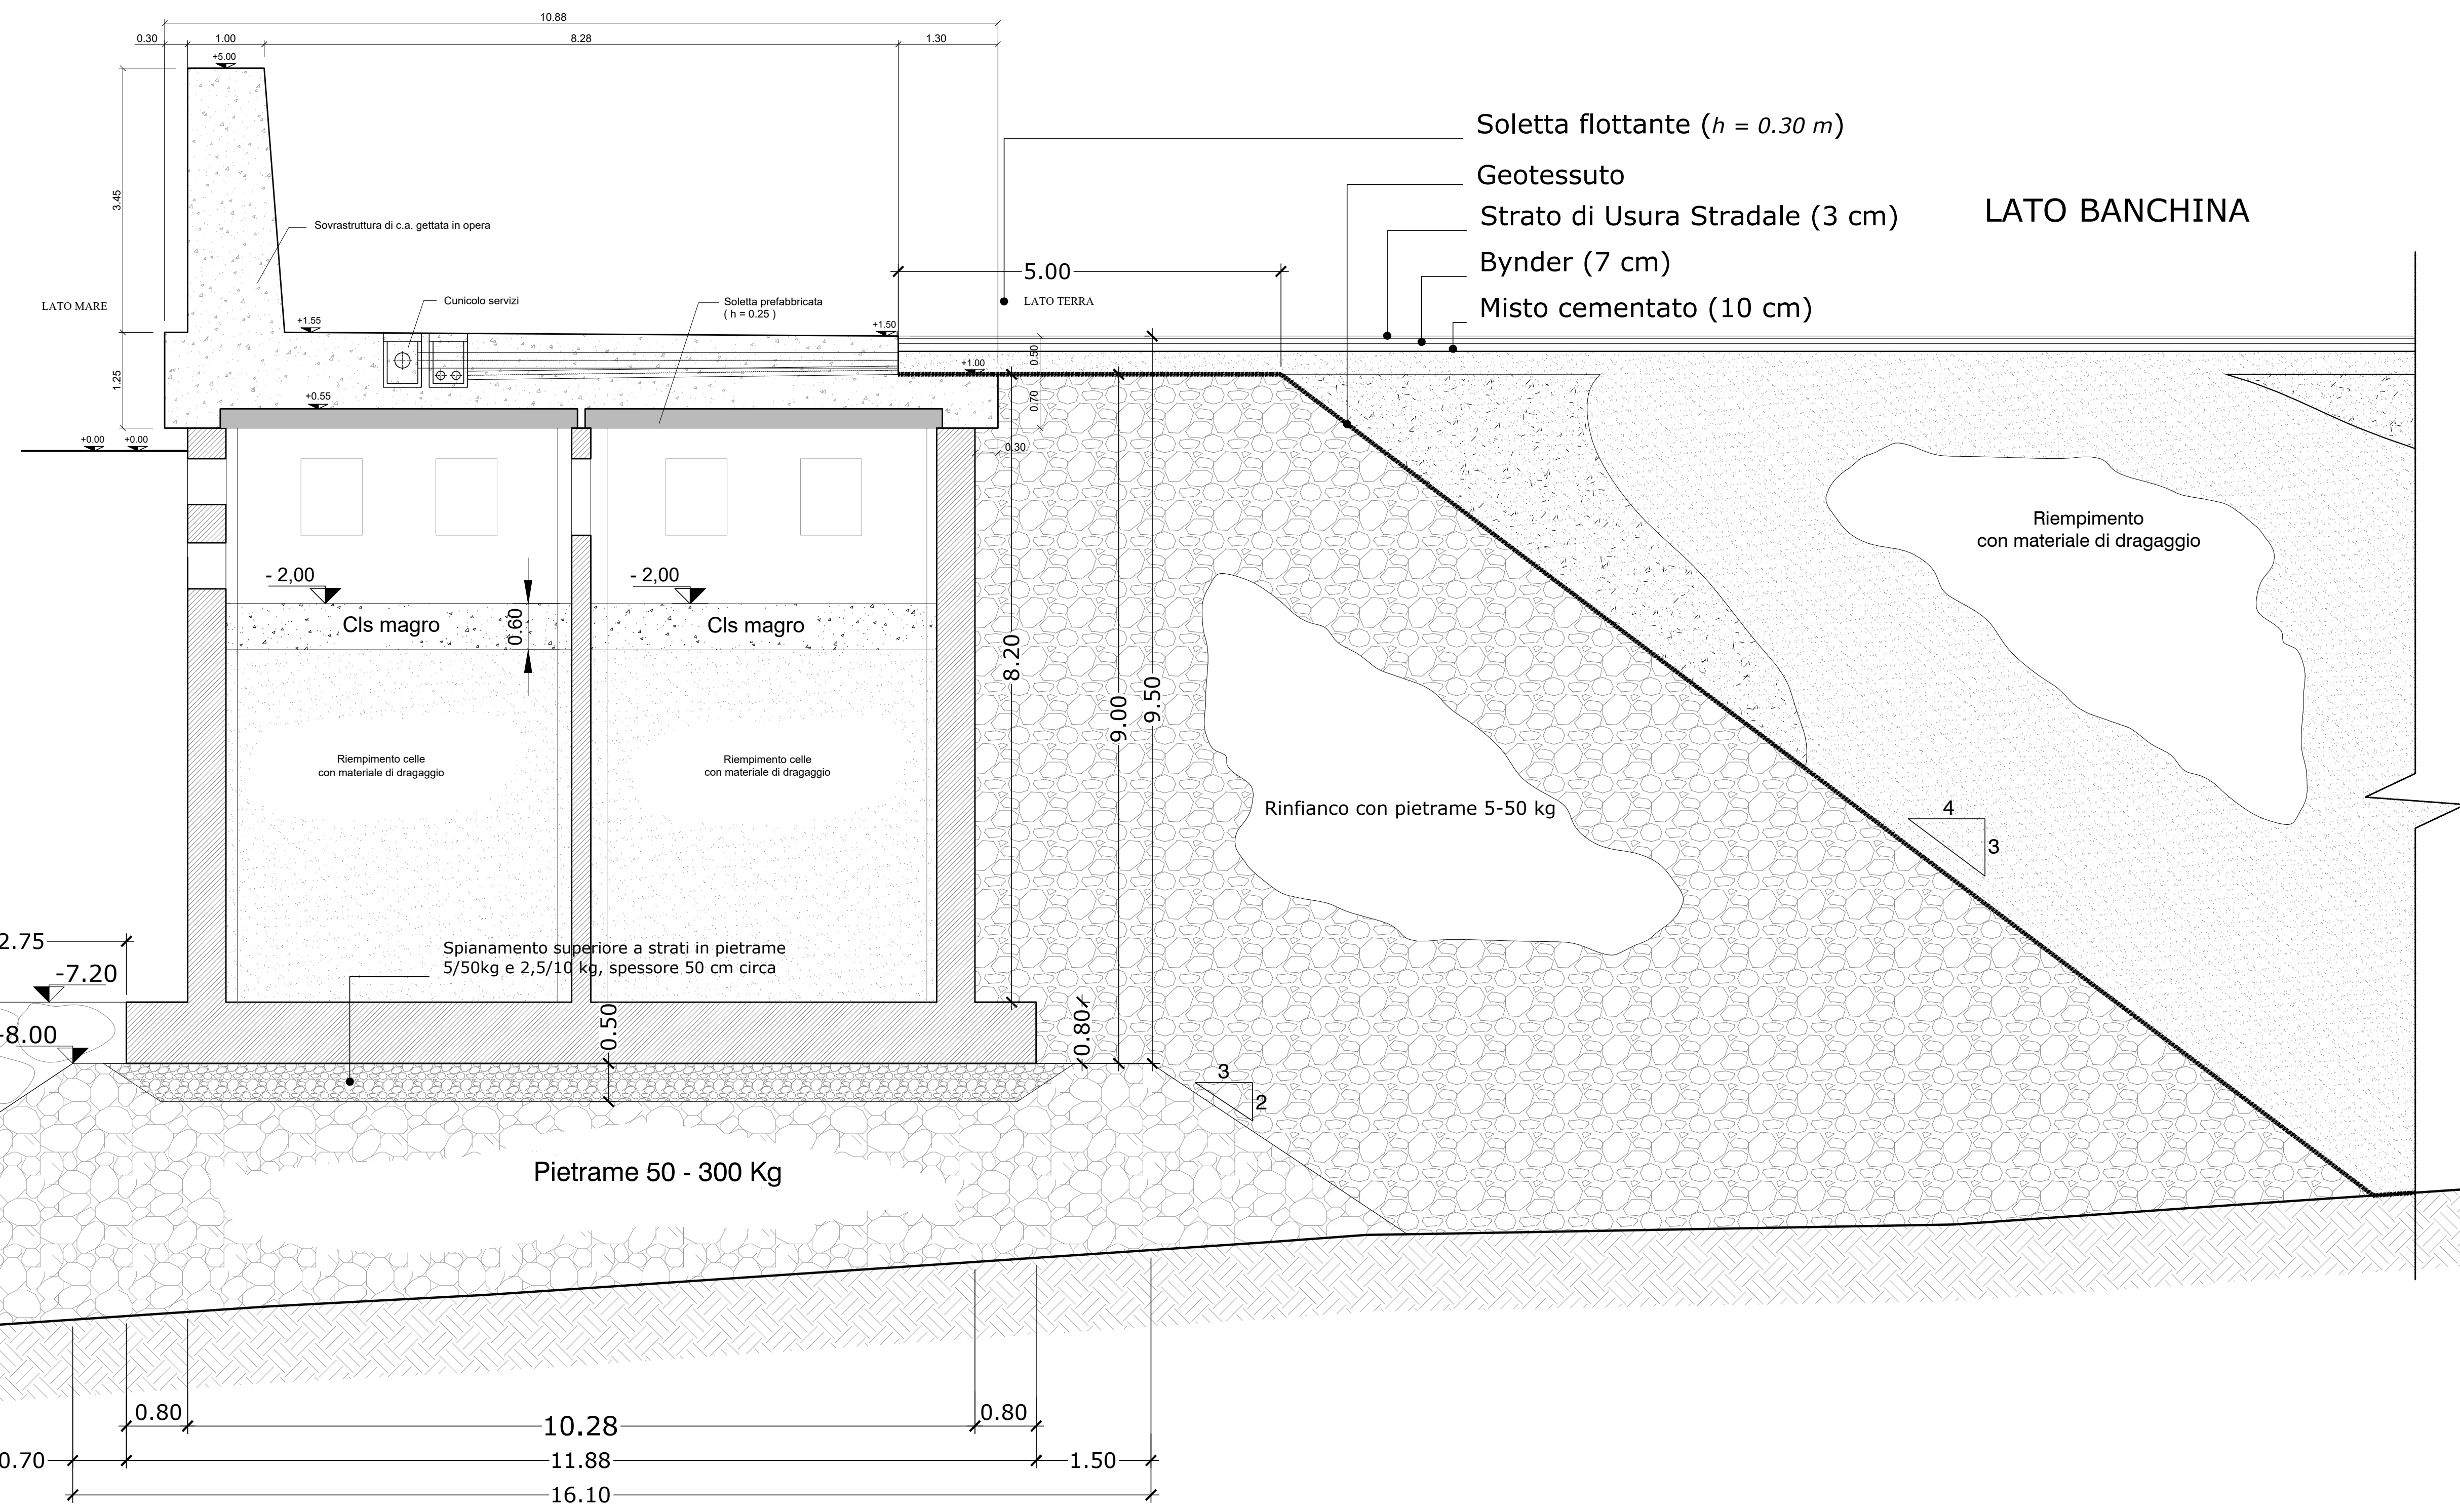 10.88
0.30
1.00
8.28
1.30
+5.00
Soletta flottante (h = 0.30 m)
Geotessuto
Strato di Usura Stradale (3 cm)
LATO BANCHINA
Bynder (7 cm)
Misto cementato (10 cm)
3.45
Sovrastruttura di c.a. gettata in opera
5.00
LATO MARE
Cunicolo servizi
Soletta prefabbricata
( h = 0.25 )
LATO TERRA
+1.55
+1.50
+1.00
0.50
1.25
+0.55
0.70
+0.00
+0.00
0.30
Riempimento
con materiale di dragaggio
- 2,00
- 2,00
Cls magro
0.60
Cls magro
8.20
9.00
9.50
Riempimento celle
con materiale di dragaggio
Riempimento celle
con materiale di dragaggio
Rinfianco con pietrame 5-50 kg
4
3
2.75
Spianamento superiore a strati in pietrame
5/50kg e 2,5/10 kg, spessore 50 cm circa
-7.20
0.50
0.80
-8.00
3
2
Pietrame 50 - 300 Kg
0.80
10.28
0.80
0.70
11.88
1.50
16.10